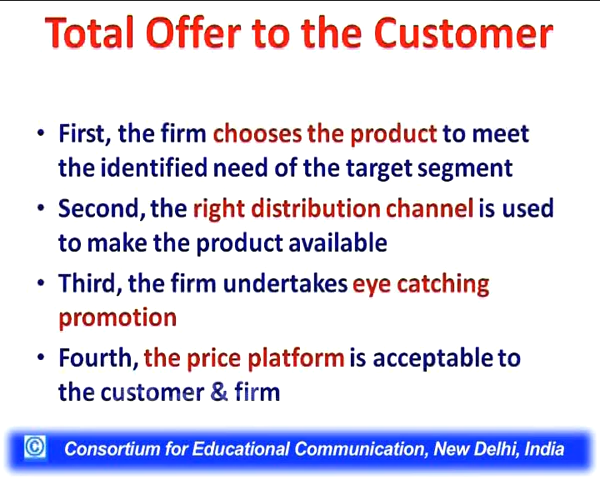 Total Offer to the Customer
• First, the firm chooses the product to meet
the identified need of the target segment
• Second, the right distribution channel is used
to make the product available
• Third, the firm undertakes eye catching
promotion
• Fourth, the price platform is acceptable to
the customer & firm
© Consortium for Educational Communication, New Delhi, India